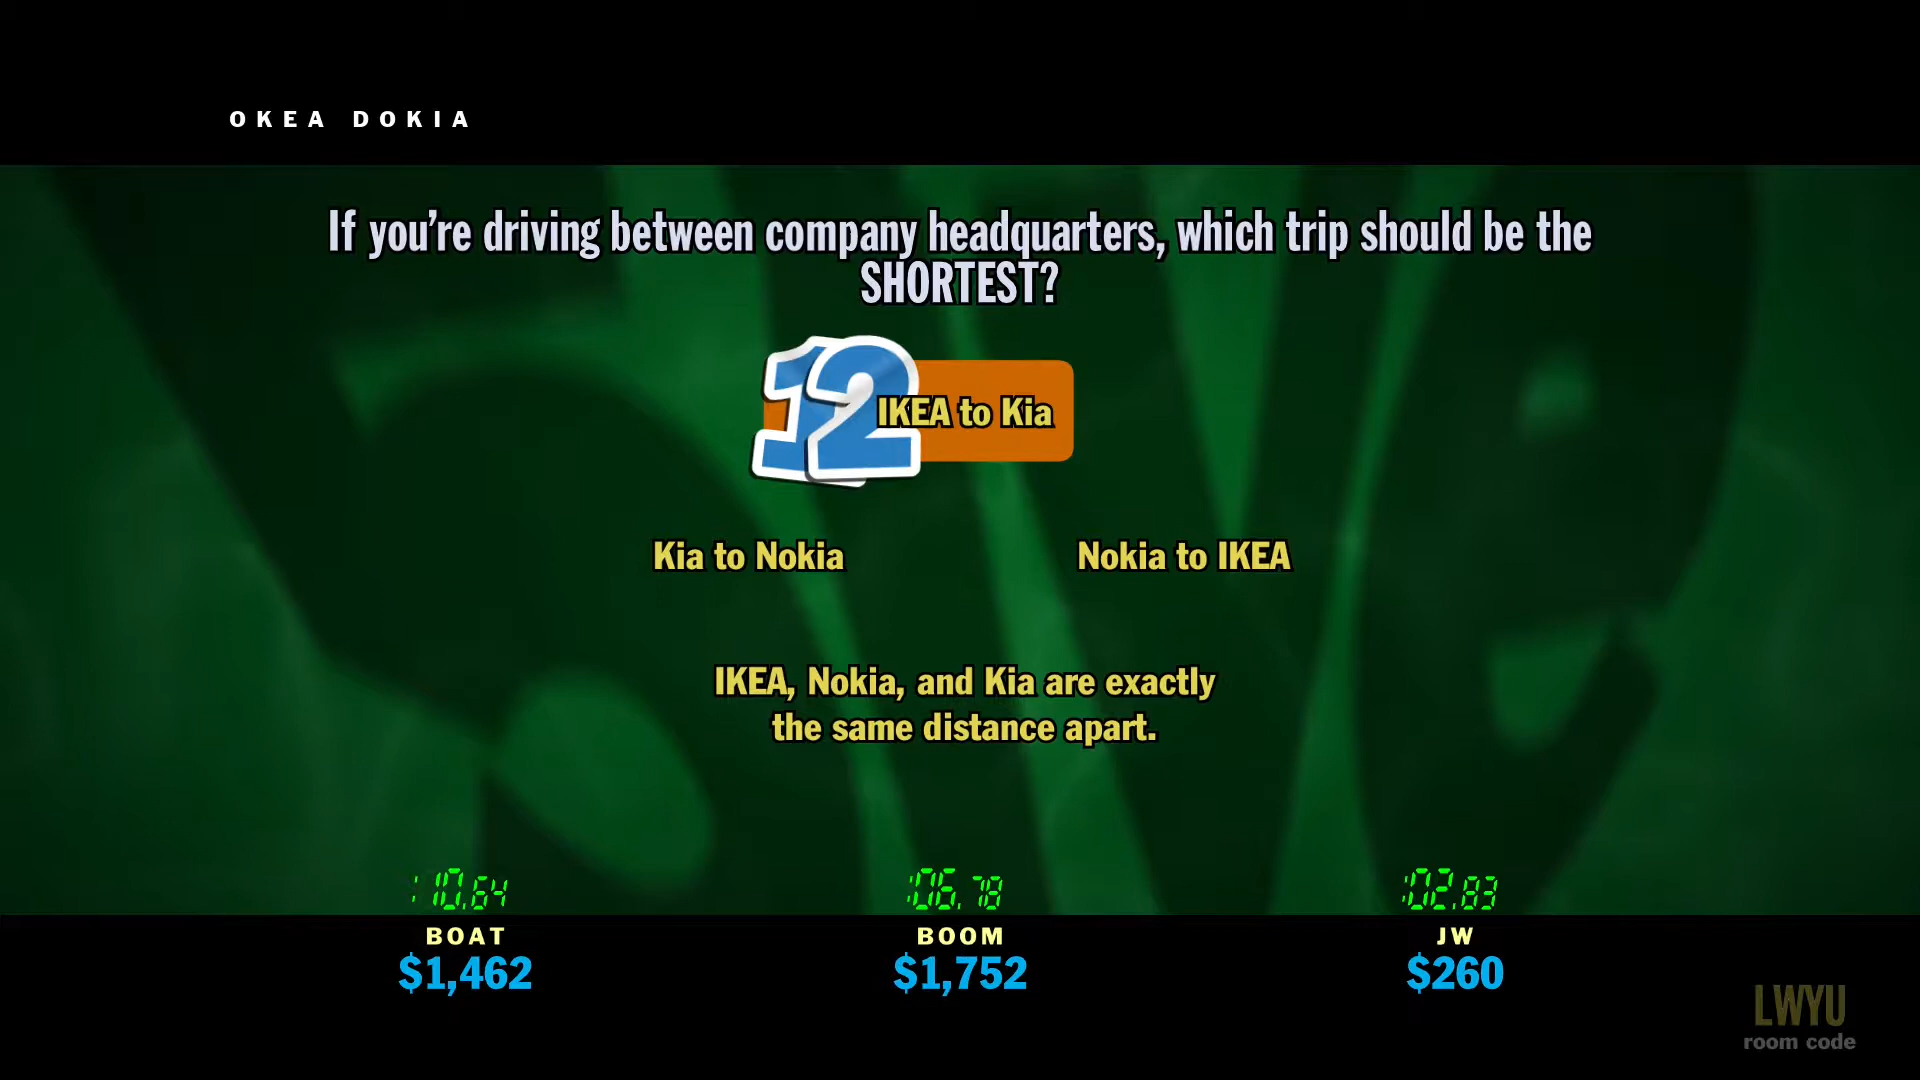 OKEA DOKIA
If you're driving between company headquarters, which trip should be the
SHORTEST?
12
IKEA to Kia
Kia to Nokia
Nokia to IKEA
IKEA, Nokia, and Kia are exactly
the same distance apart.
:10.64
:06.78
:02.83
BOAT
BOOM
JW
$1,462
$1,752
$260
LWYU
room code